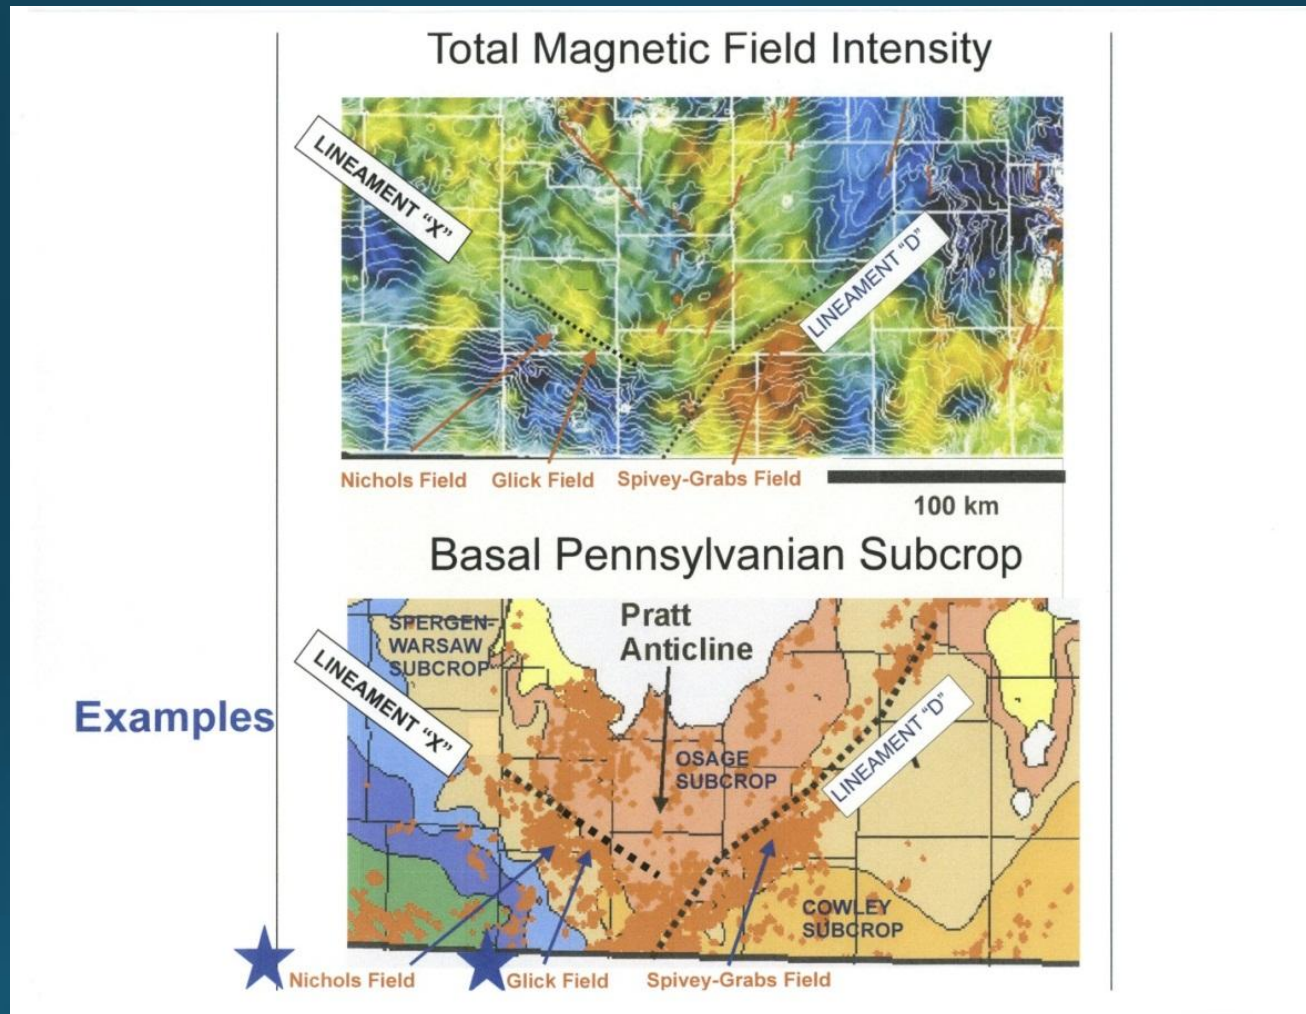 Total Magnetic Field Intensity
LINEAMENT “X”
LINEAMENT “D”
Nichols Field
Glick Field
Spivey-Grabs Field
100 km
Basal Pennsylvanian Subcrop
SPERGEN-
WARSAW
SUBCROP
Pratt
Anticline
LINEAMENT “X”
Examples
OSAGE
SUBCROP
LINEAMENT “D”
COWLEY
SUBCROP
Nichols Field
Glick Field
Spivey-Grabs Field